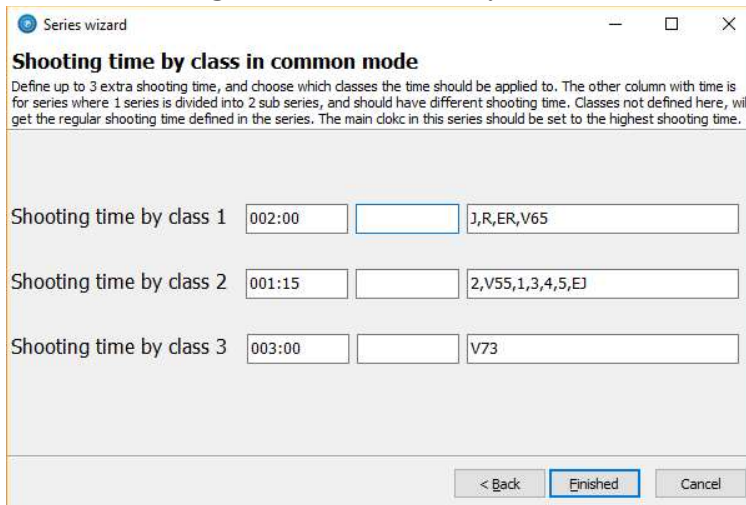 Series wizard
Shooting time by class in common mode
Define up to 3 extra shooting time, and choose which classes the time should be applied to. The other column with time is
for series where 1 series is divided into 2 sub series, and should have different shooting time. Classes not defined here, wil
get the regular shooting time defined in the series. The main clokc in this series should be set to the highest shooting time.
Shooting time by class 1 002:00 J,R,ER,V65
Shooting time by class 2 001:15 2,V55,1,3,4,5,EJ
Shooting time by class 3 003:00 V73
< Back Finished Cancel